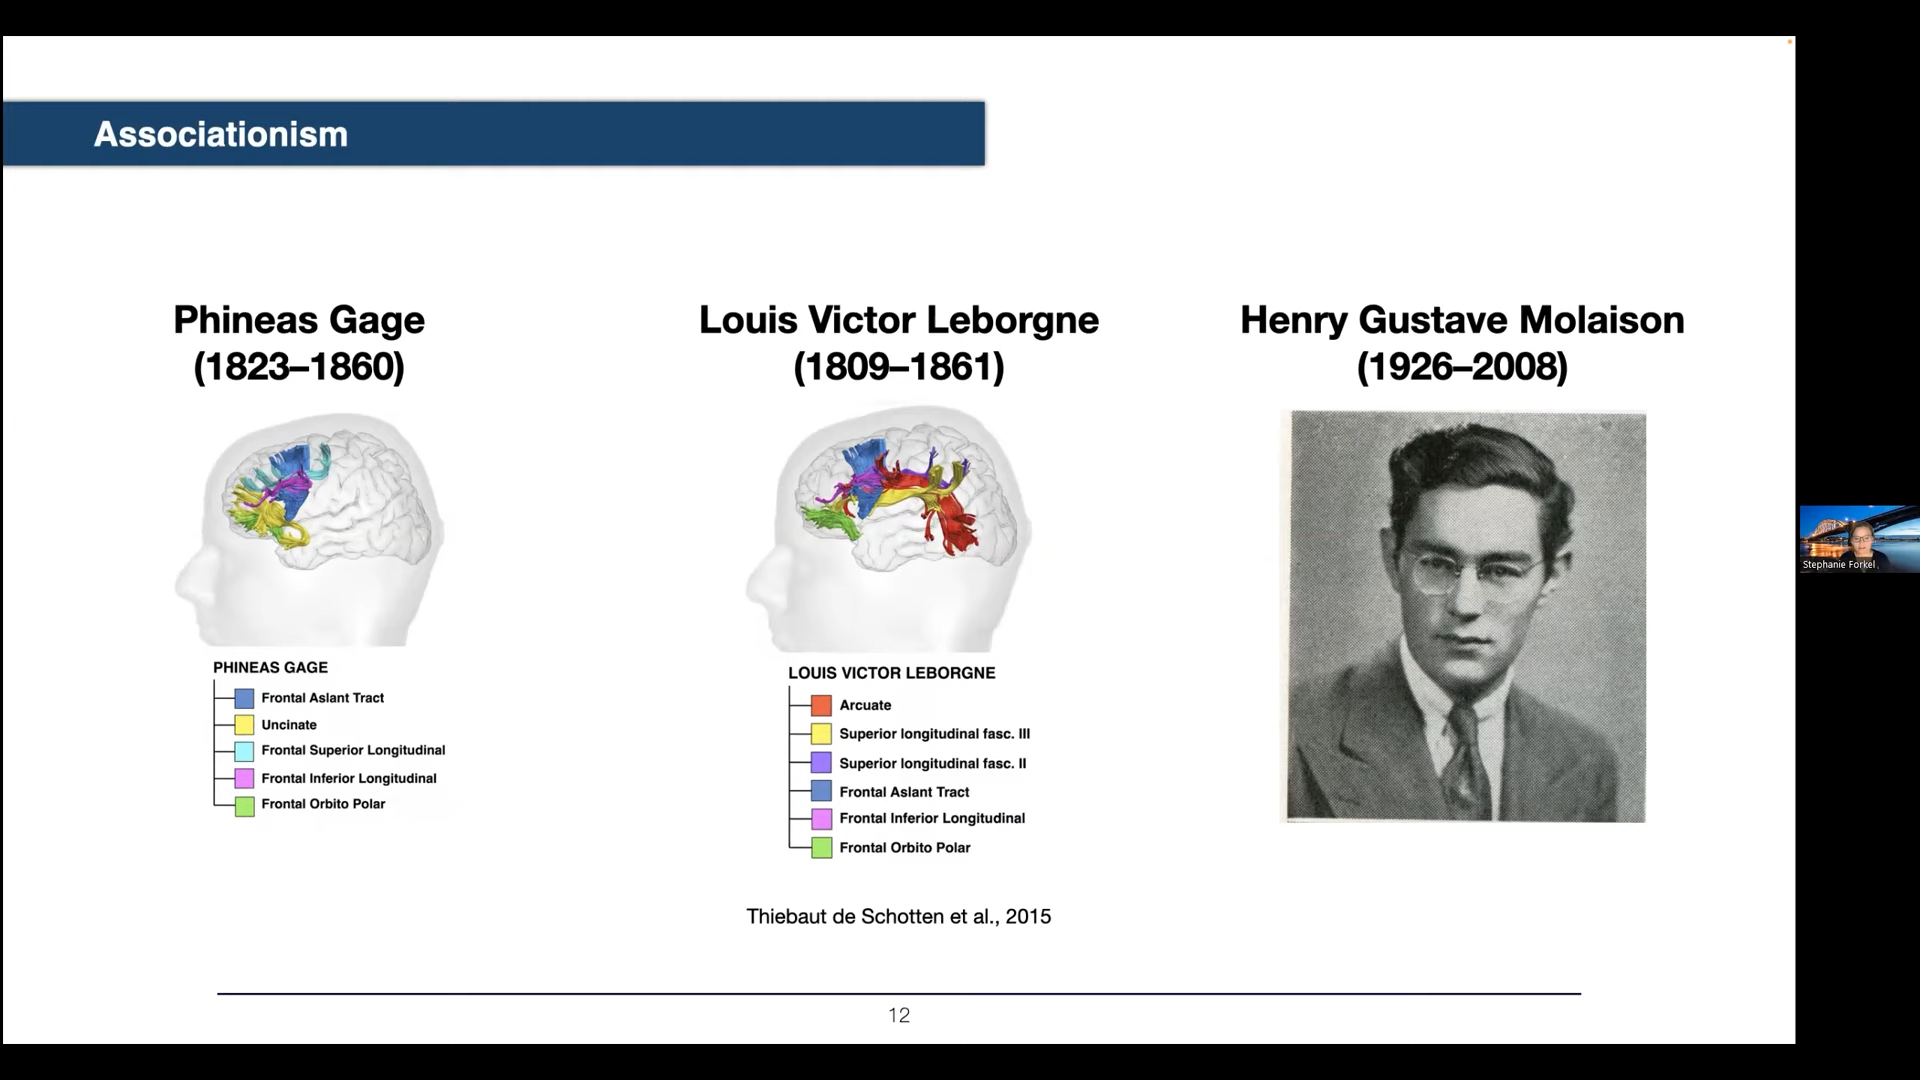 Associationism
Phineas Gage
(1823–1860)
PHINEAS GAGE
Frontal Aslant Tract
Uncinate
Frontal Superior Longitudinal
Frontal Inferior Longitudinal
Frontal Orbito Polar
Louis Victor Leborgne
(1809–1861)
LOUIS VICTOR LEBORGNE
Arcuate
Superior longitudinal fasc. III
Superior longitudinal fasc. II
Frontal Aslant Tract
Frontal Inferior Longitudinal
Frontal Orbito Polar
Thiebaut de Schotten et al., 2015
Henry Gustave Molaison
(1926–2008)
Stephanie Forkel
12